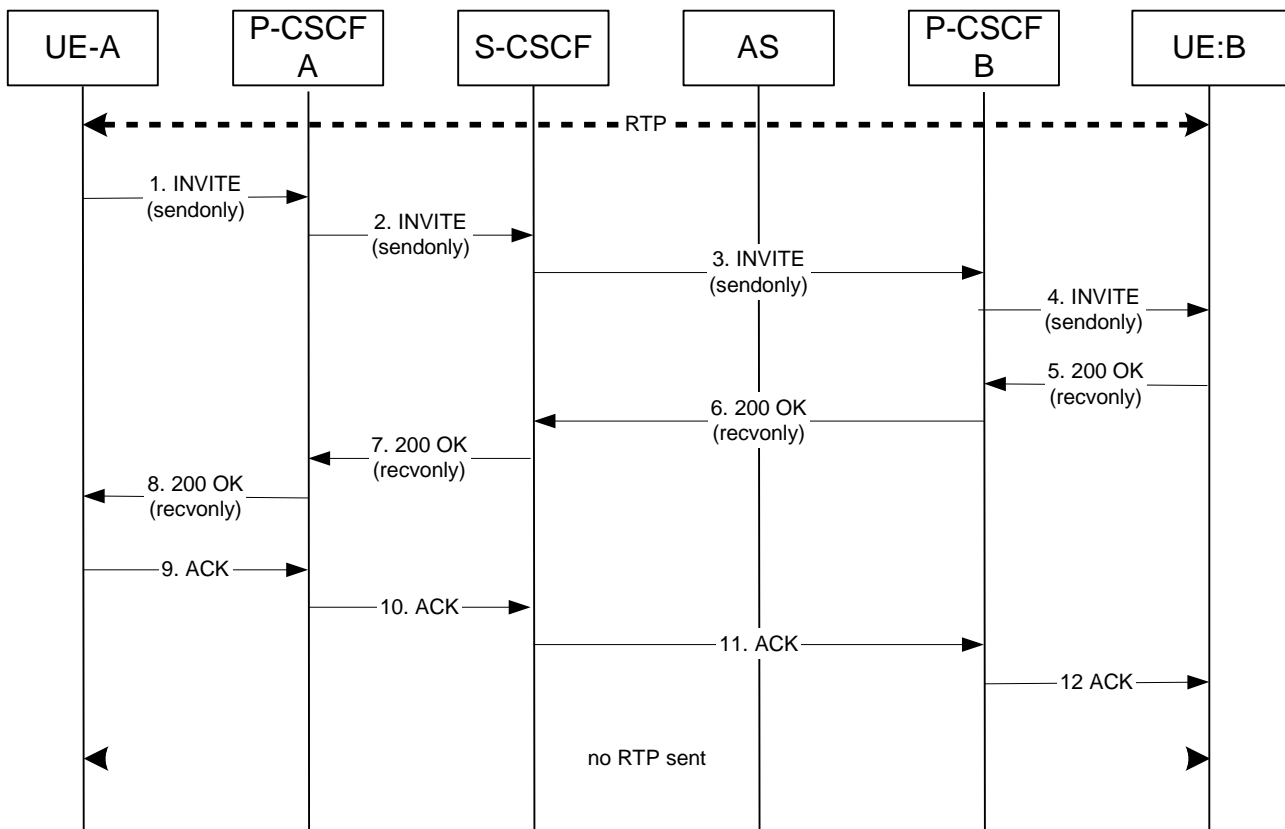 UE-A
P-CSCF
A
S-CSCF
AS
P-CSCF
B
UE:B
RTP
1. INVITE
(sendonly)
2. INVITE
(sendonly)
3. INVITE
(sendonly)
4. INVITE
(sendonly)
5. 200 OK
(recvonly)
6. 200 OK
(recvonly)
7. 200 OK
(recvonly)
8. 200 OK
(recvonly)
9. ACK
10. ACK
11. ACK
12 ACK
no RTP sent